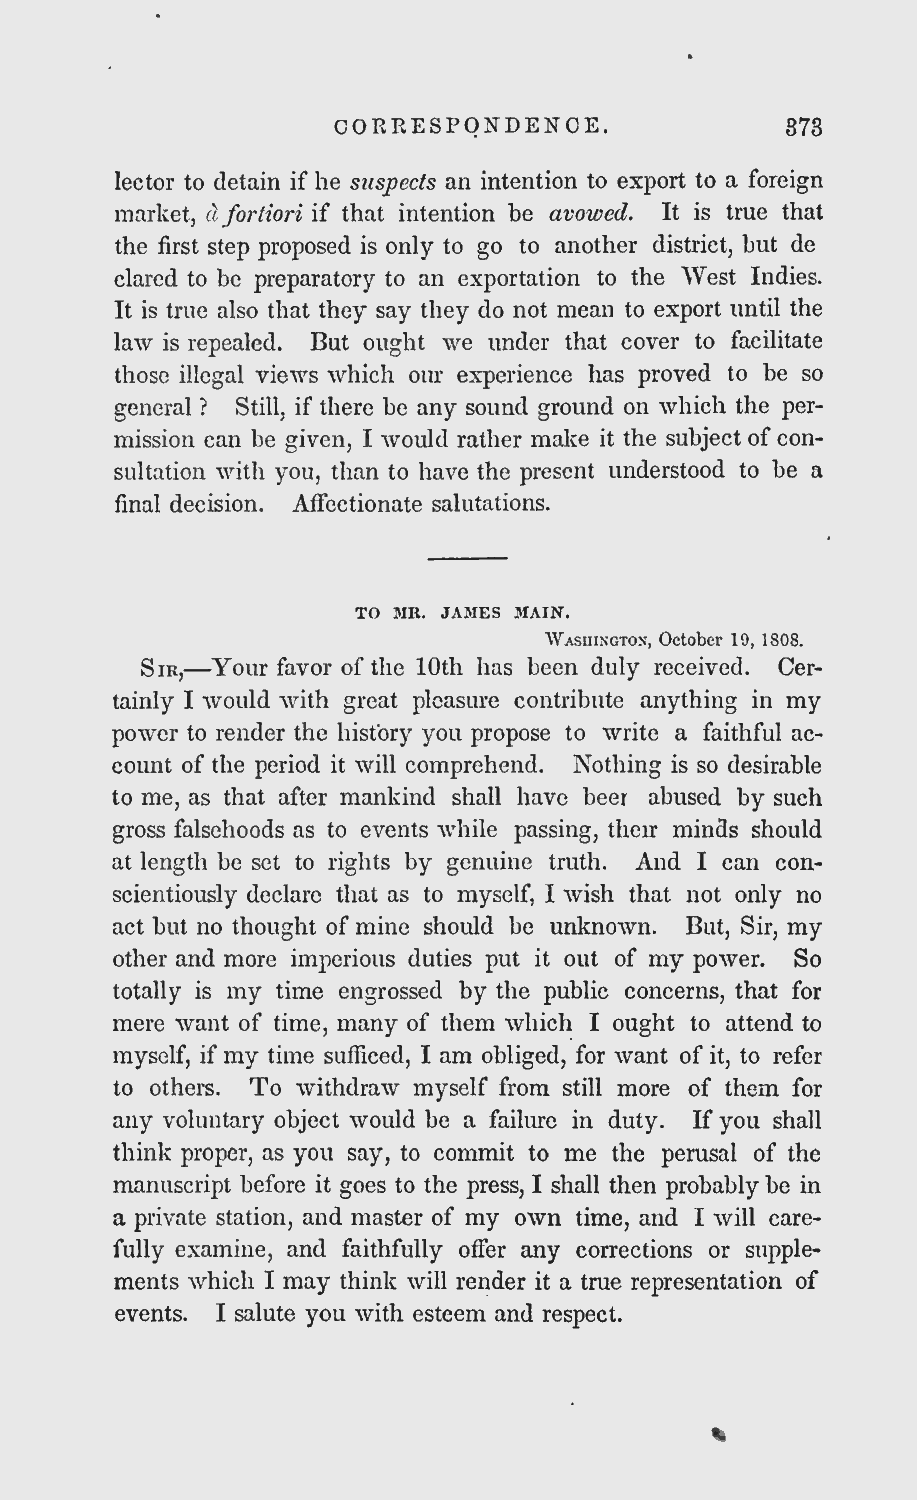 CORRESPONDENCE. 373
lector to detain if he suspects an intention to export to a foreign
market, à fortiori if that intention be avowed. It is true that
the first step proposed is only to go to another district, but de
clared to be preparatory to an exportation to the West Indies.
It is true also that they say they do not mean to export until the
law is repealed. But ought we under that cover to facilitate
those illegal views which our experience has proved to be so
general? Still, if there be any sound ground on which the per-
mission can be given, I would rather make it the subject of con-
sultation with you, than to have the present understood to be a
final decision. Affectionate salutations.
TO MR. JAMES MAIN.
Washington, October 19, 1808.
Sir,—Your favor of the 10th has been duly received. Cer-
tainly I would with great pleasure contribute anything in my
power to render the history you propose to write a faithful ac-
count of the period it will comprehend. Nothing is so desirable
to me, as that after mankind shall have been abused by such
gross falsehoods as to events while passing, their minds should
at length be set to rights by genuine truth. And I can con-
scientiously declare that as to myself, I wish that not only no
act but no thought of mine should be unknown. But, Sir, my
other and more imperious duties put it out of my power. So
totally is my time engrossed by the public concerns, that for
mere want of time, many of them which I ought to attend to
myself, if my time sufficed, I am obliged, for want of it, to refer
to others. To withdraw myself from still more of them for
any voluntary object would be a failure in duty. If you shall
think proper, as you say, to commit to me the perusal of the
manuscript before it goes to the press, I shall then probably be in
a private station, and master of my own time, and I will care-
fully examine, and faithfully offer any corrections or supple-
ments which I may think will render it a true representation of
events. I salute you with esteem and respect.